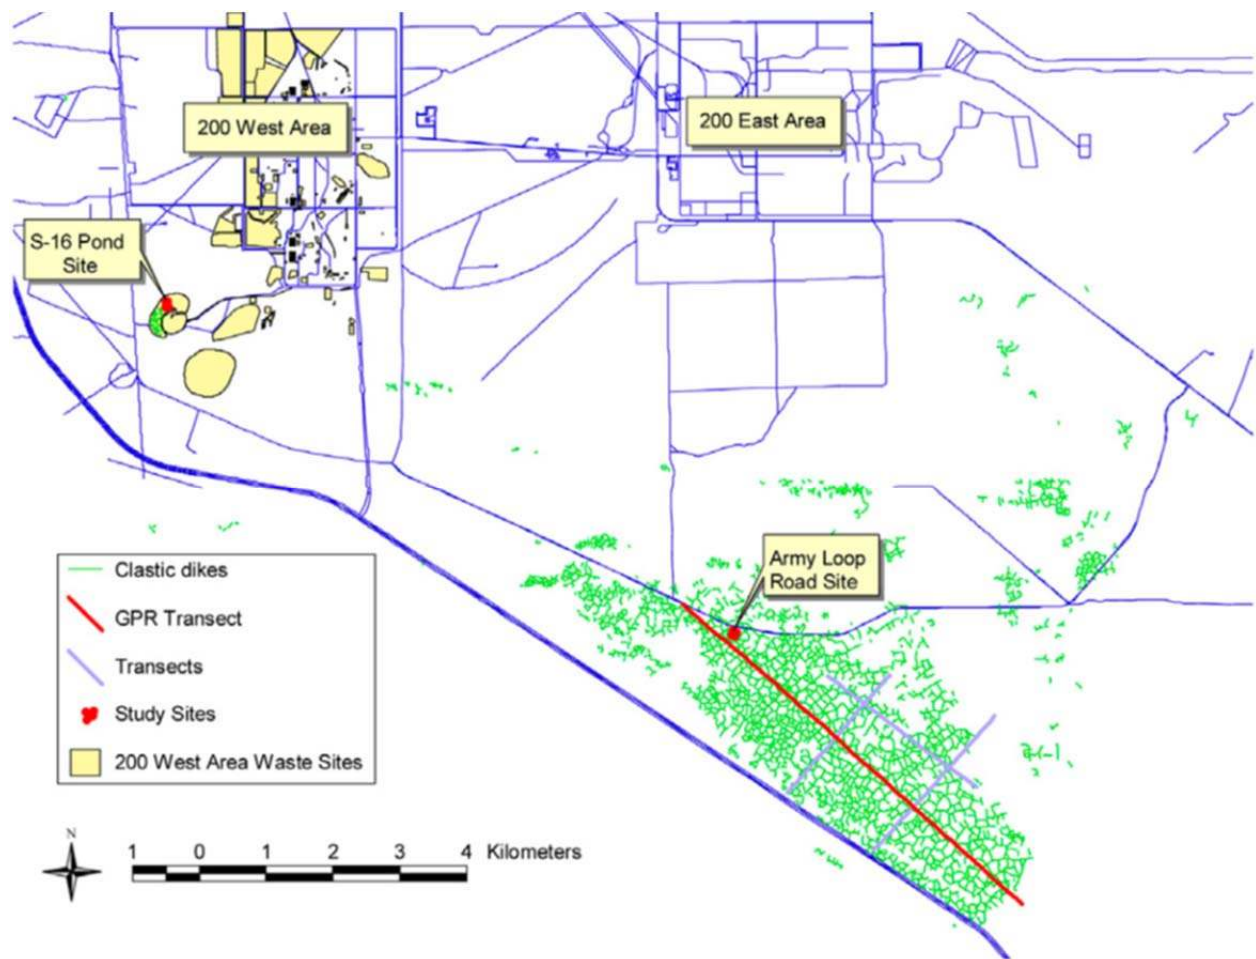 200 West Area
200 East Area
S-16 Pond
Site
Army Loop
Road Site
Clastic dikes
GPR Transect
Transects
Study Sites
200 West Area Waste Sites
N
1 0 1 2 3 4 Kilometers